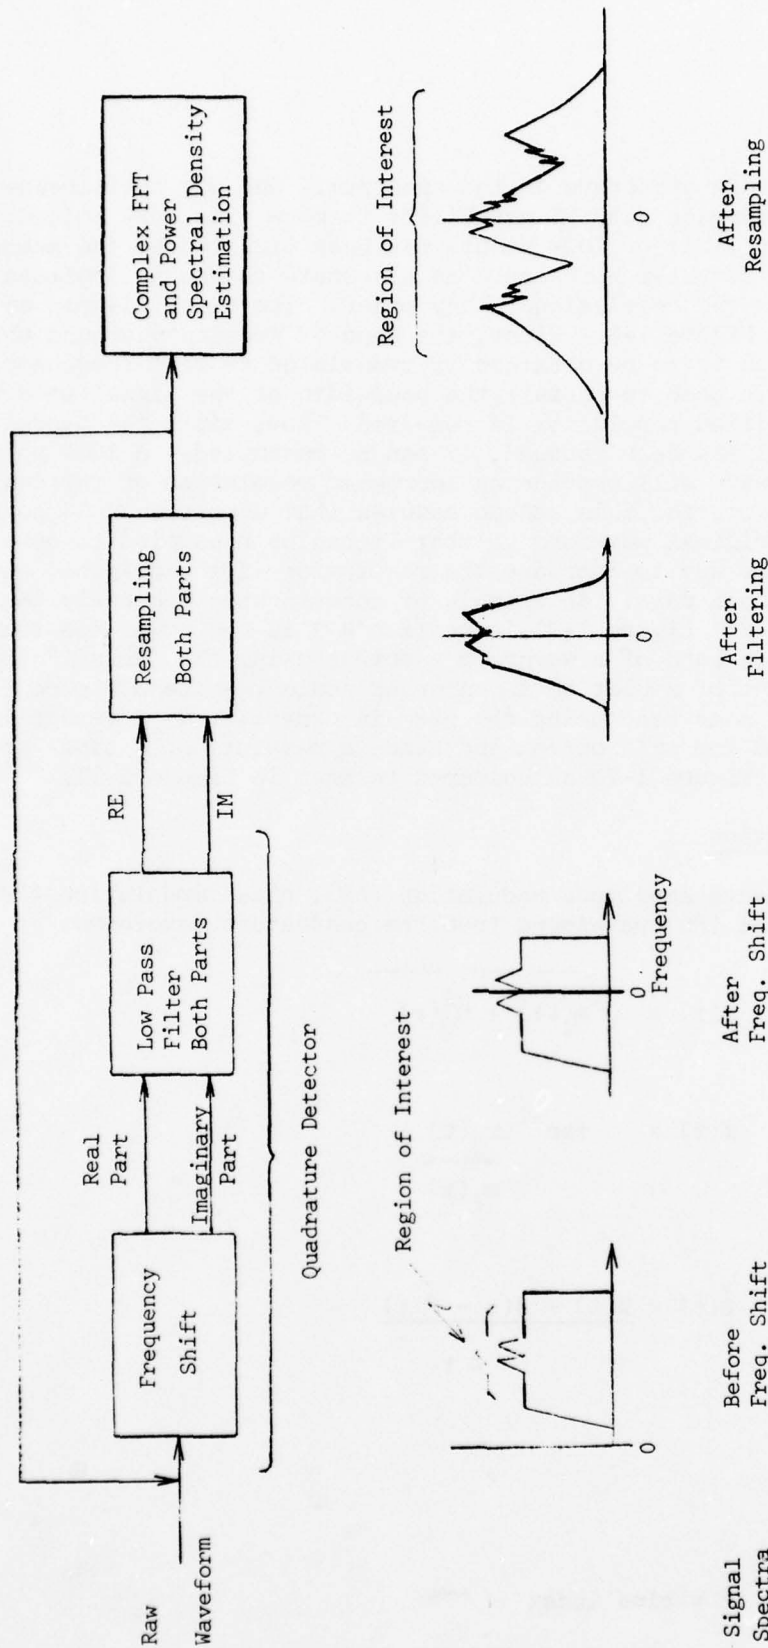 Raw
Waveform
Frequency
Shift
Real
Part
Imaginary
Part
Low Pass
Filter
Both Parts
RE
IM
Resampling
Both Parts
Complex FFT
and Power
Spectral Density
Estimation
Quadrature Detector
Region of Interest
Region of Interest
0
0
Frequency
0
0
Signal
Spectra
Before
Freq. Shift
After
Freq. Shift
After
Filtering
After
Resampling